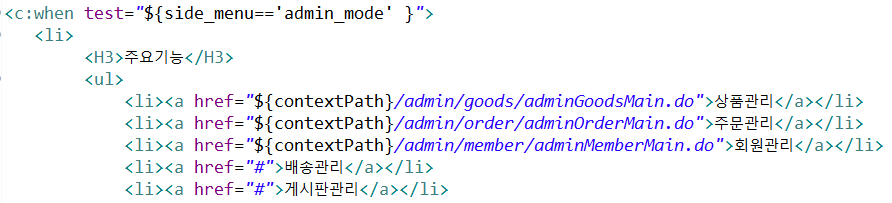 <c:when test="${side_menu=='admin_mode' }">
<li>
<H3>주요기능</H3>
<ul>
<li><a href="${contextPath}/admin/goods/adminGoodsMain.do">상품관리</a></li>
<li><a href="${contextPath}/admin/order/adminOrderMain.do">주문관리</a></li>
<li><a href="${contextPath}/admin/member/adminMemberMain.do">회원관리</a></li>
<li><a href="#">배송관리</a></li>
<li><a href="#">게시판관리</a></li>